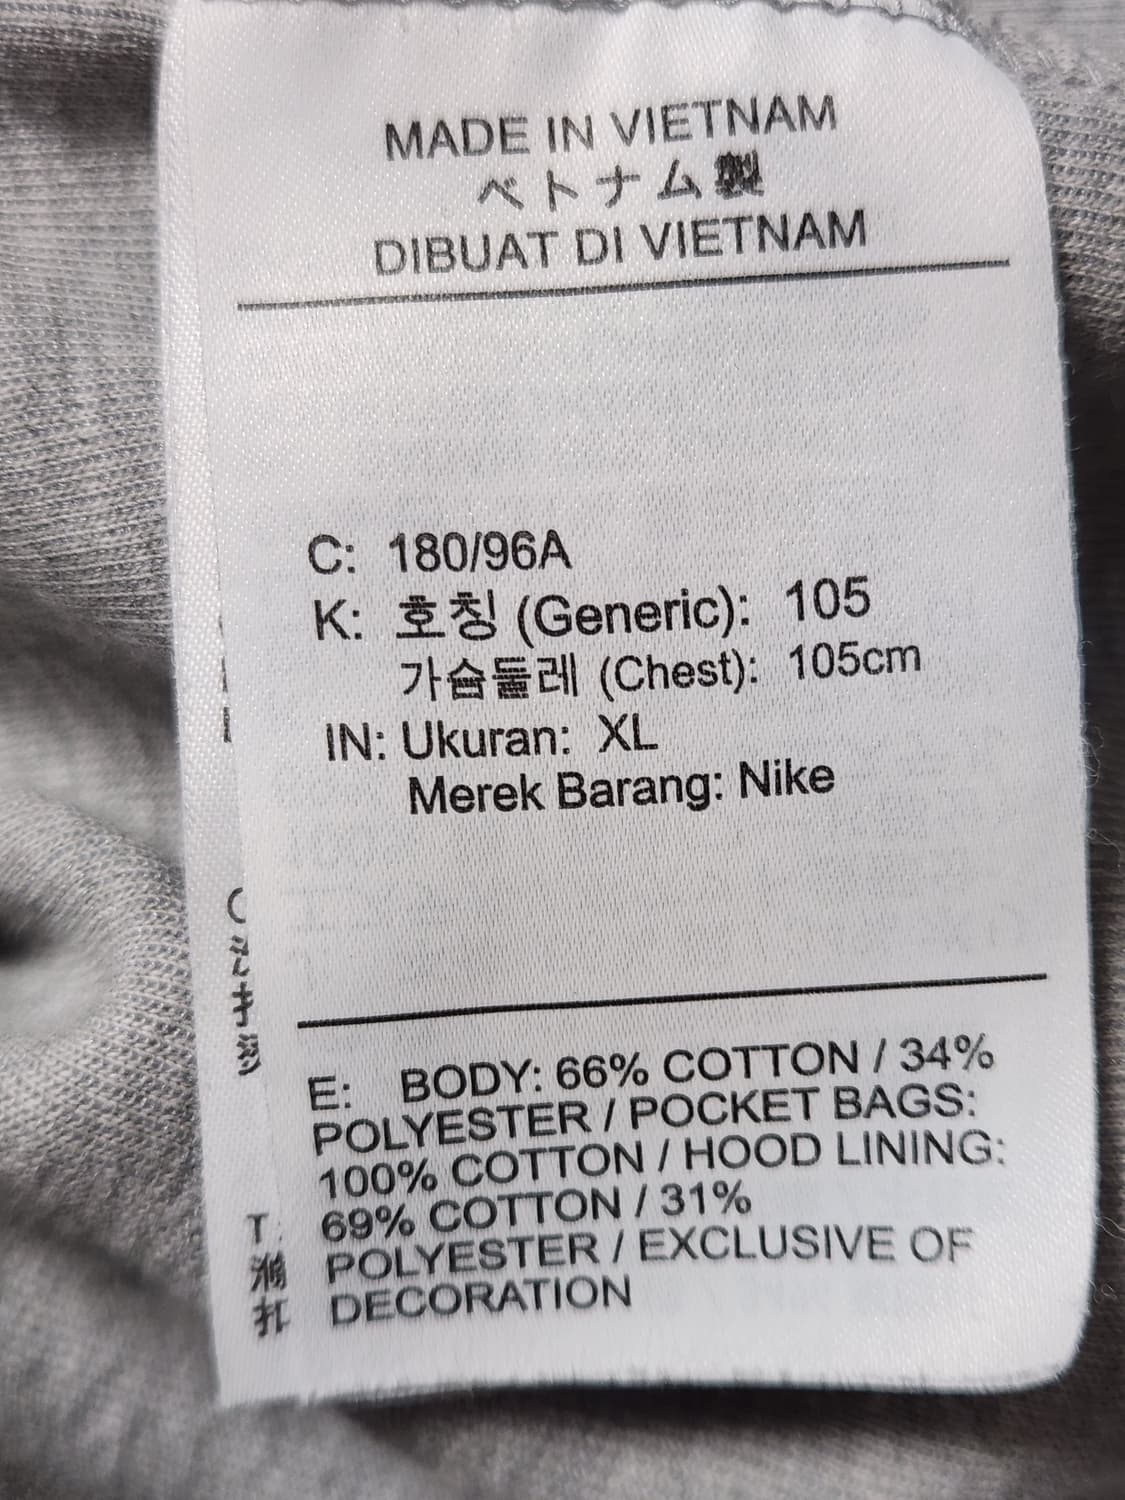 MADE IN VIETNAM
ベトナム製
DIBUAT DI VIETNAM
C: 180/96A
K: 호칭 (Generic): 105
가슴둘레 (Chest): 105cm
IN: Ukuran: XL
Merek Barang: Nike
E: BODY: 66% COTTON / 34%
POLYESTER / POCKET BAGS:
100% COTTON / HOOD LINING:
69% COTTON / 31%
POLYESTER / EXCLUSIVE OF
DECORATION
T: